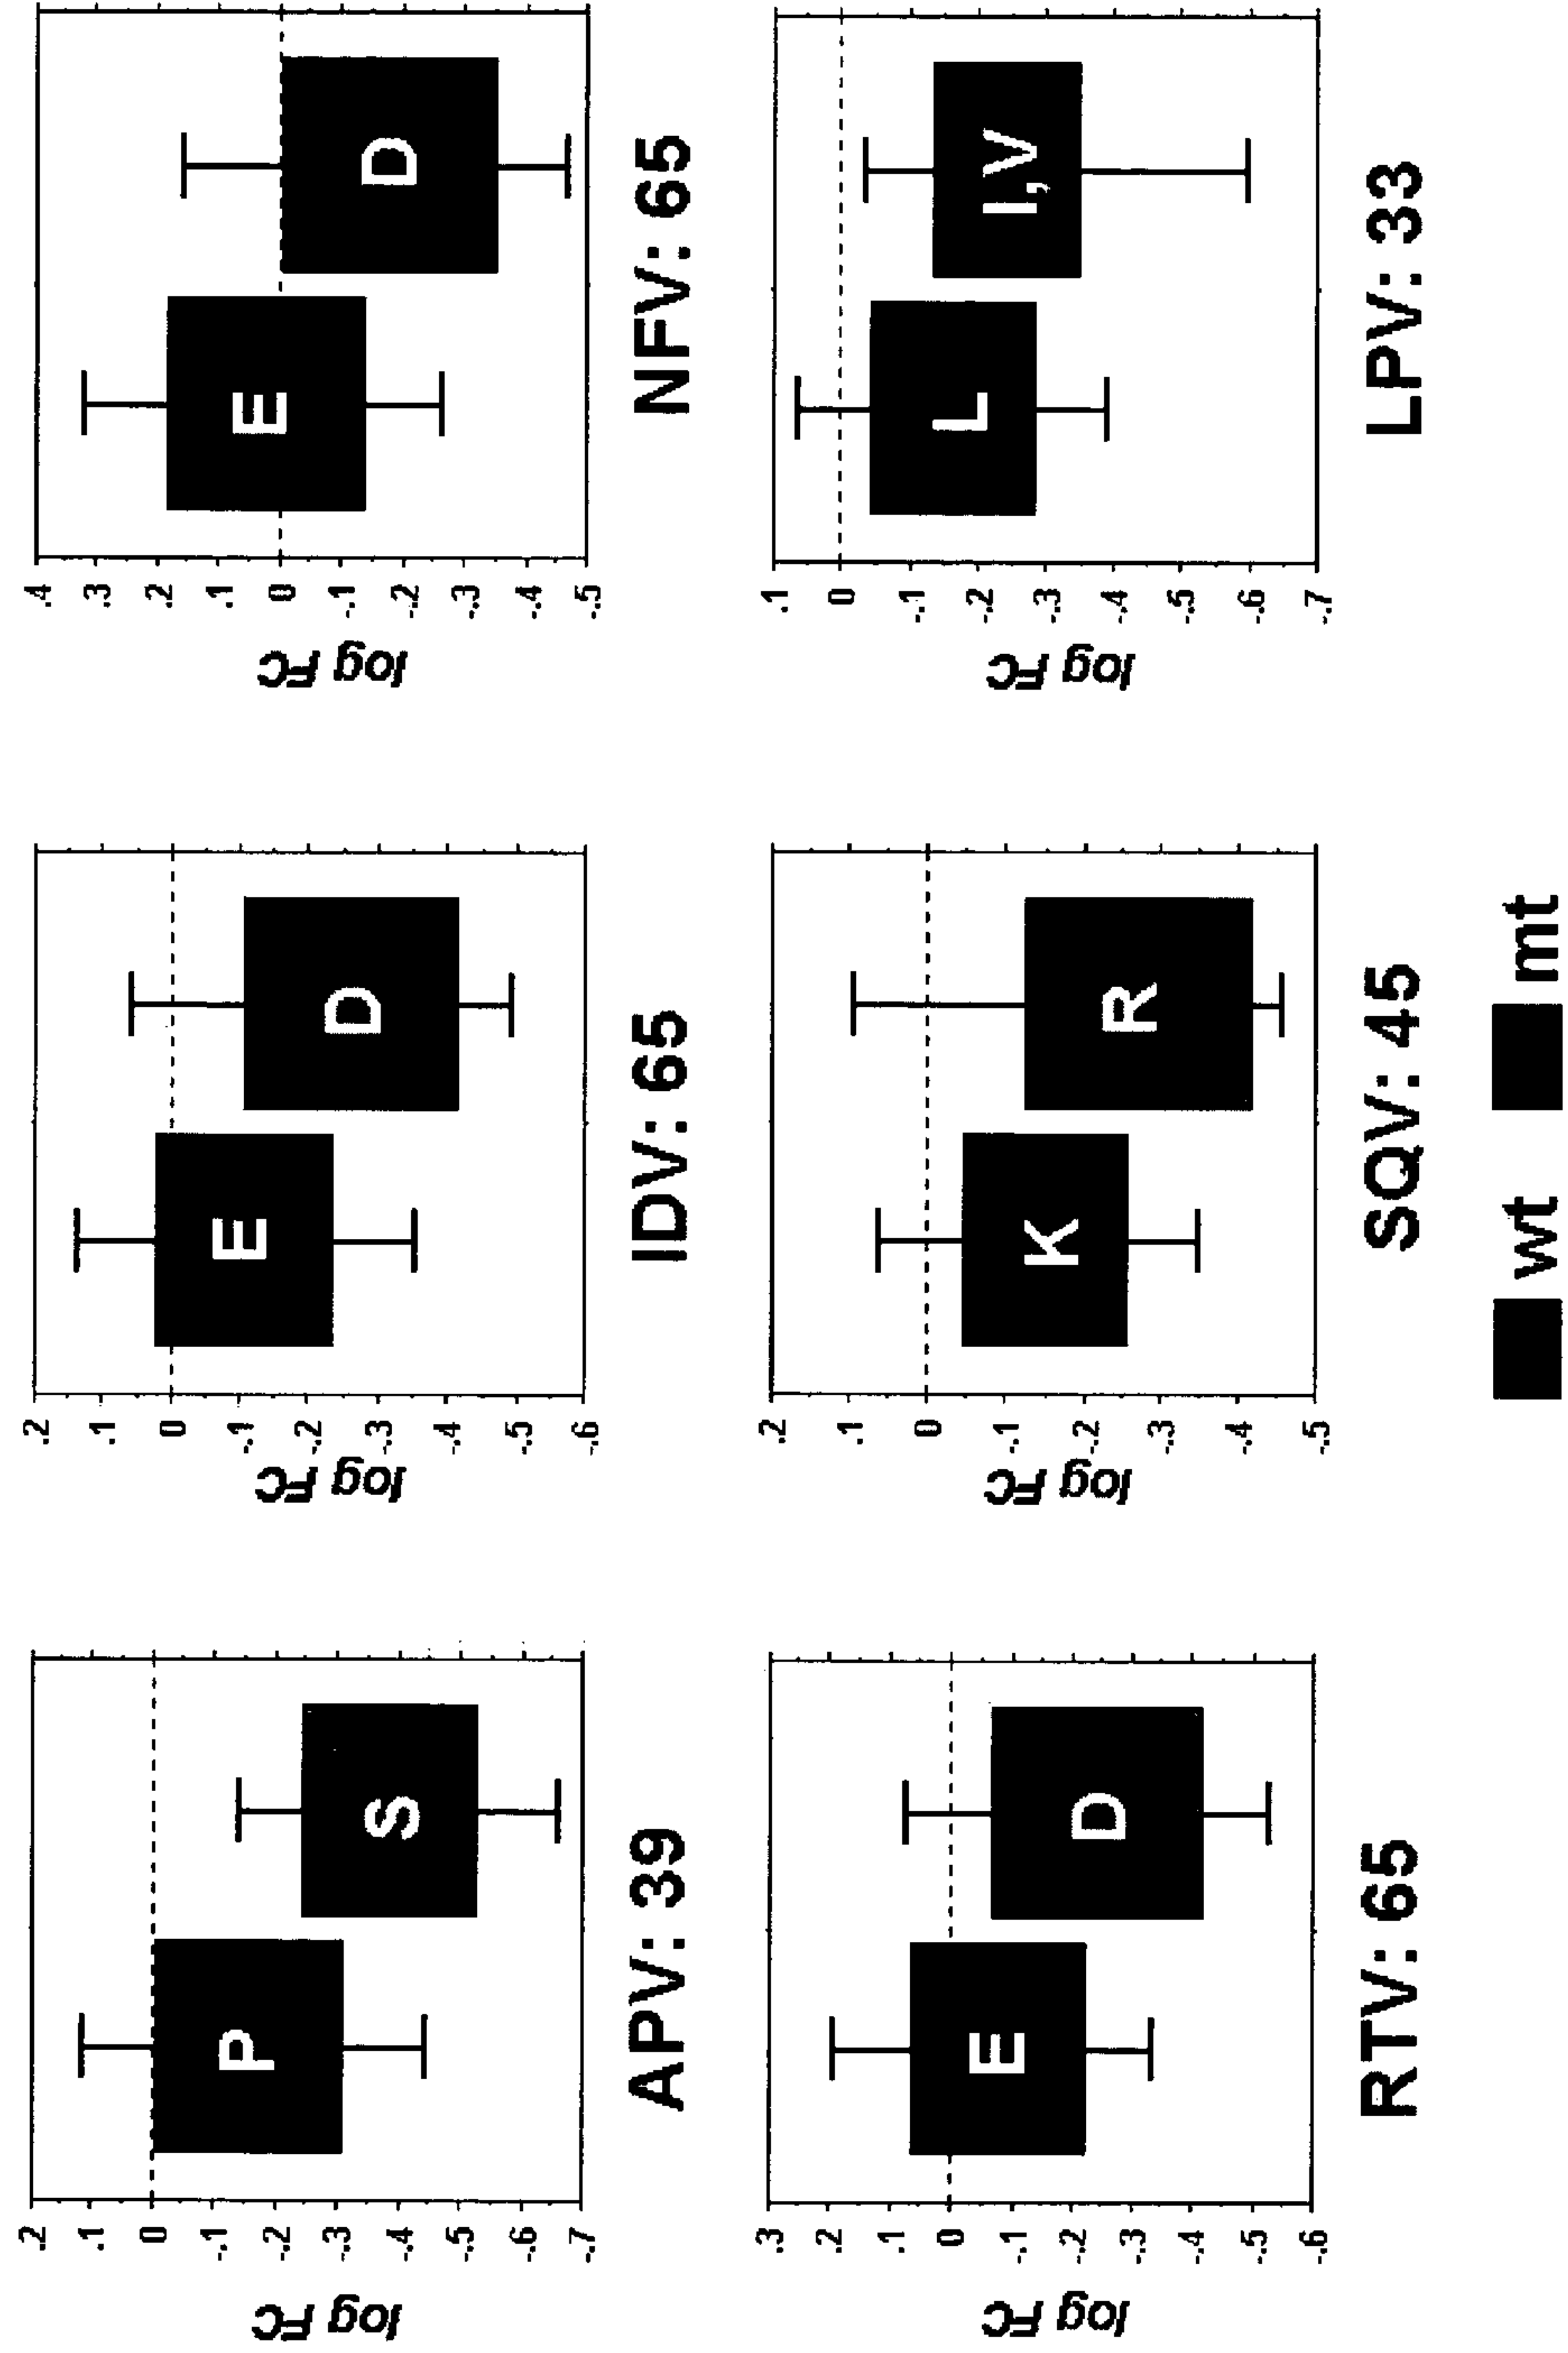 log FC
.2
.1
0
-.1
-.2
-.3
-.4
-.5
-.6
-.7
P
S
APV: 39
log FC
.2
.1
0
-.1
-.2
-.3
-.4
-.5
-.6
E
D
IDV: 65
log FC
.4
.3
.2
.1
0
-.1
-.2
-.3
-.4
-.5
E
D
NFV: 65
log FC
.3
.2
.1
0
-.1
-.2
-.3
-.4
-.5
-.6
E
D
RTV: 65
log FC
.2
.1
0
-.1
-.2
-.3
-.4
-.5
K
R
SQV: 45
log FC
.1
0
-.1
-.2
-.3
-.4
-.5
-.6
-.7
L
I,V
LPV: 33
wt mt